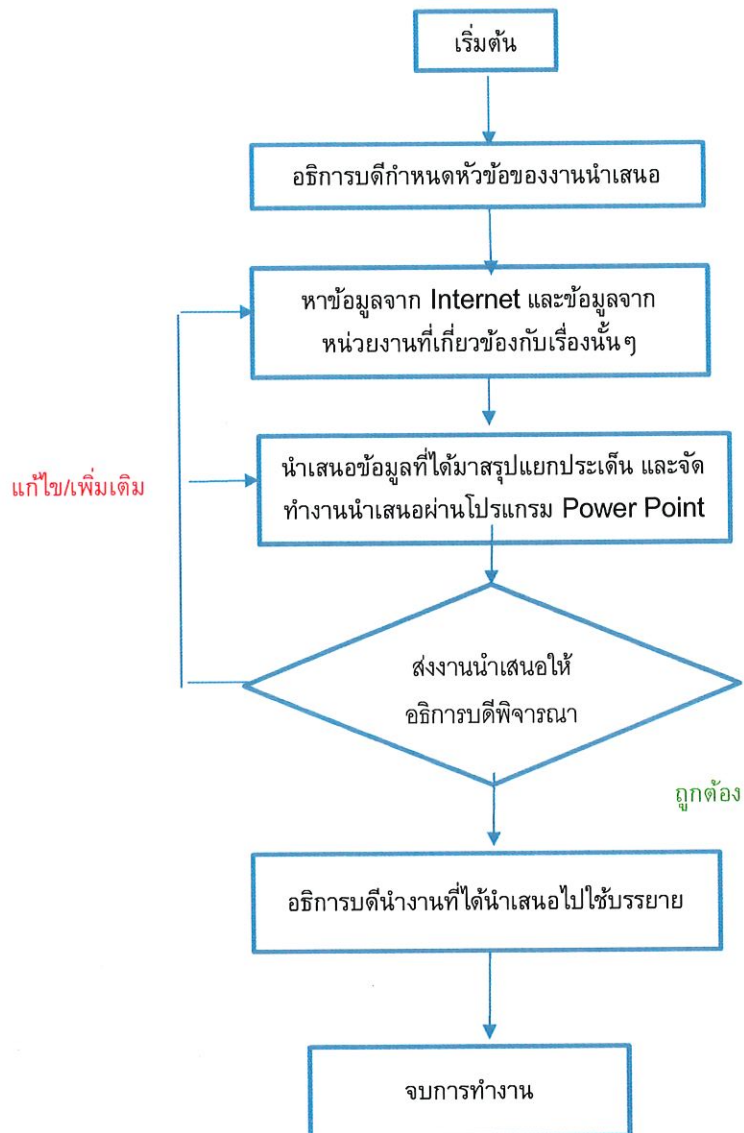 เริ่มต้น
อธิการบดีกำหนดหัวข้อของงานนำเสนอ
หาข้อมูลจาก Internet และข้อมูลจาก
หน่วยงานที่เกี่ยวข้องกับเรื่องนั้นๆ
นำเสนอข้อมูลที่ได้มาสรุปแยกประเด็น และจัด
ทำงานนำเสนอผ่านโปรแกรม Power Point
แก้ไข/เพิ่มเติม
ส่งงานนำเสนอให้
อธิการบดีพิจารณา
ถูกต้อง
อธิการบดีนำงานที่ได้นำเสนอไปใช้บรรยาย
จบการทำงาน